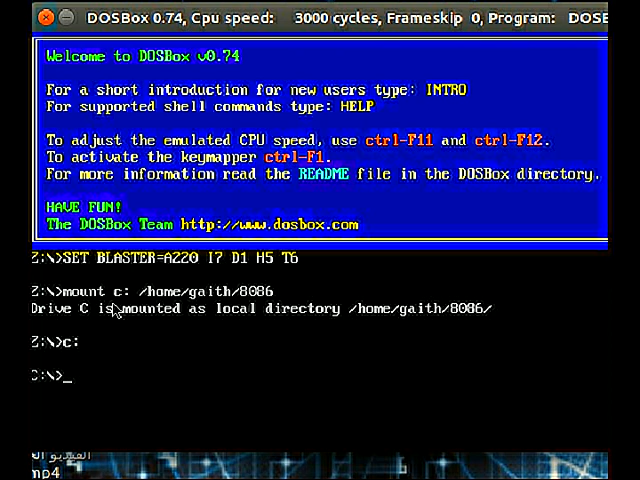 DOSBox 0.74, Cpu speed: 3000 cycles, Frameskip 0, Program: DOSB
Welcome to DOSBox v0.74
For a short introduction for new users type: INTRO
For supported shell commands type: HELP
To adjust the emulated CPU speed, use ctrl-F11 and ctrl-F12.
To activate the keymapper ctrl-F1.
For more information read the README file in the DOSBox directory.
HAVE FUN!
The DOSBox Team http://www.dosbox.com
Z:\>SET BLASTER=A220 I7 D1 H5 T6
Z:\>mount c: /home/gaith/8086
Drive C is mounted as local directory /home/gaith/8086/
Z:\>c:
C:\>_
الفيديو
mp4